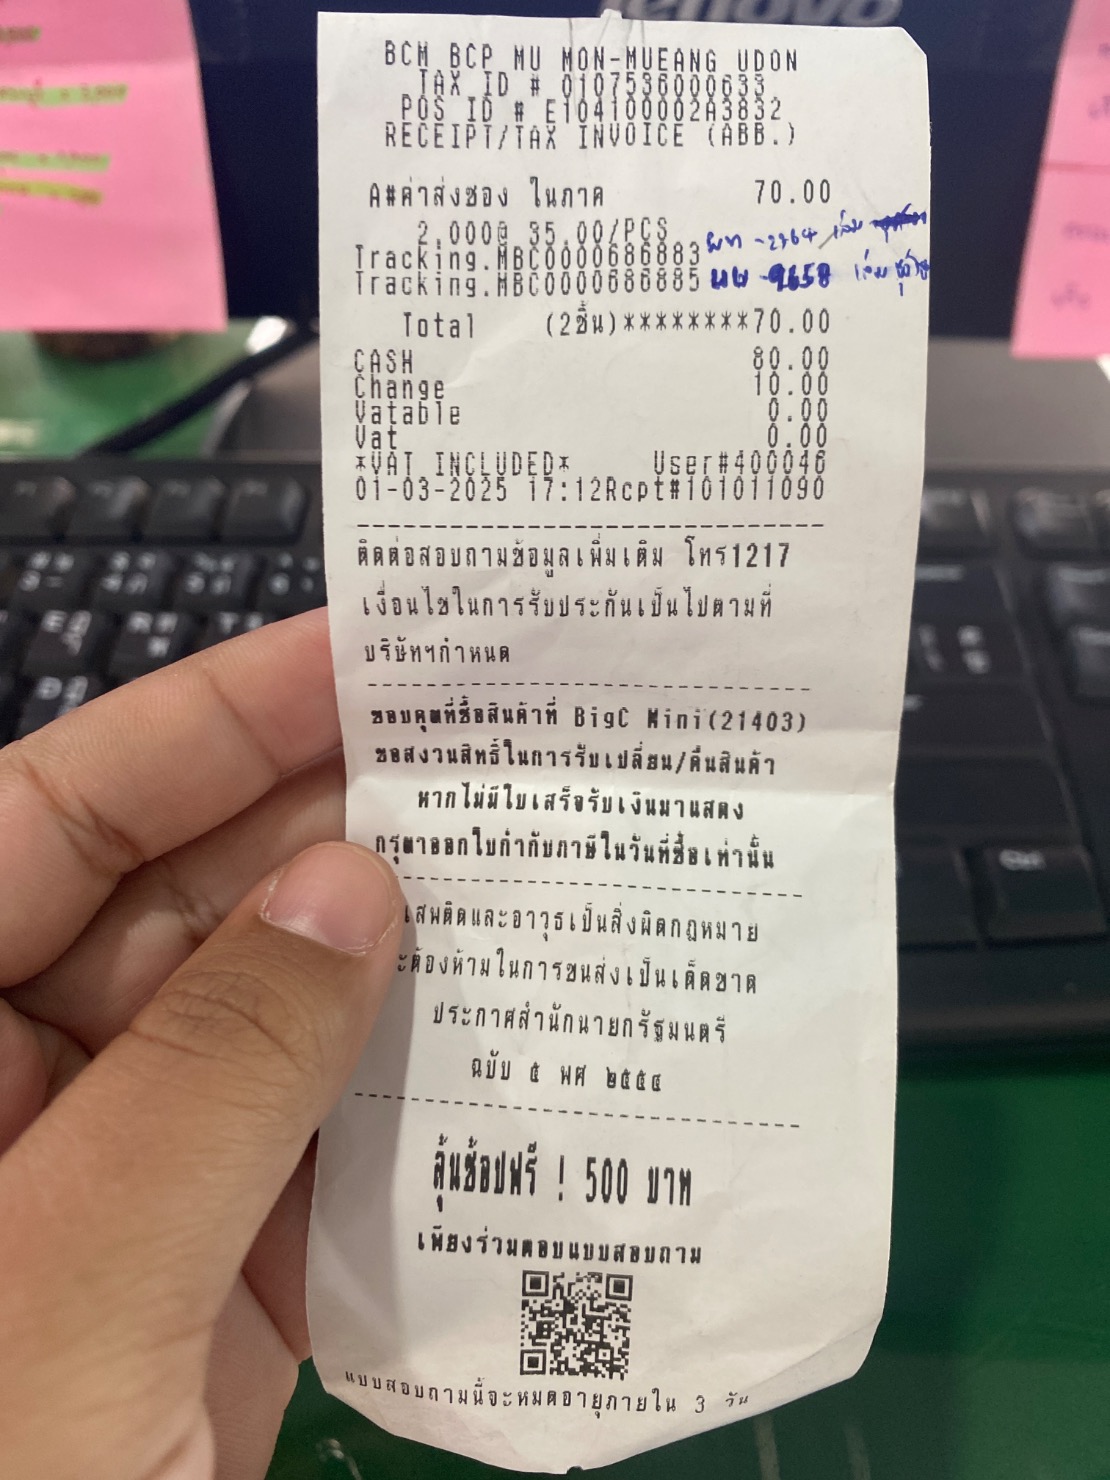 lenovo
BCM BCP MU MON-MUEANG UDON
TAX ID # 0107536000633
POS ID # E104100002A3832
RECEIPT/TAX INVOICE (ABB.)
A#ค่าส่งซอง ในภาค 70.00
2.000@ 35.00/PCS
Tracking.MBC0000686883 -2764
Tracking.MBC0000686885 -9658
Total (2ชิ้น)********70.00
CASH 80.00
Change 10.00
Vatable 0.00
Vat 0.00
*VAT INCLUDED* User#400046
01-03-2025 17:12Rcpt#101011090
ติดต่อสอบถามข้อมูลเพิ่มเติม โทร1217
เงื่อนไขในการรับประกันเป็นไปตามที่
บริษัทฯกำหนด
ขอบคุณที่ซื้อสินค้าที่ BigC Mini(21403)
ขอสงวนสิทธิ์ในการรับเปลี่ยน/คืนสินค้า
หากไม่มีใบเสร็จรับเงินมาแสดง
กรุณาออกใบกำกับภาษีในวันที่ซื้อเท่านั้น
เสพติดและอาวุธเป็นสิ่งผิดกฎหมาย
ะต้องห้ามในการขนส่งเป็นเด็ดขาด
ประกาศสำนักนายกรัฐมนตรี
ฉบับ ๕ พศ ๒๕๕๔
ลุ้นช้อปฟรี ! 500 บาท
เพียงร่วมตอบแบบสอบถาม
แบบสอบถามนี้จะหมดอายุภายใน 3 วัน